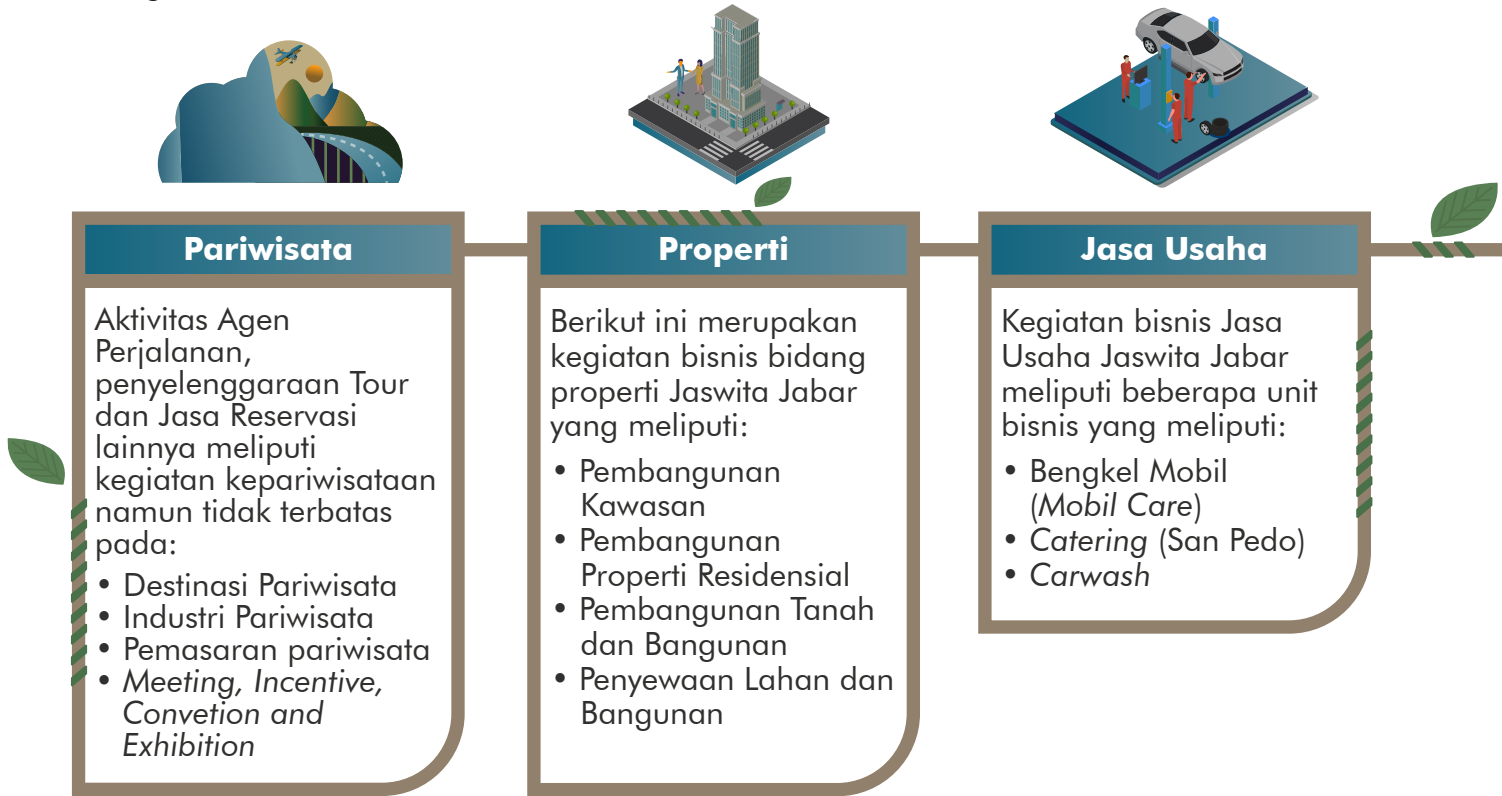 Pariwisata
Aktivitas Agen
Perjalanan,
penyelenggaraan Tour
dan Jasa Reservasi
lainnya meliputi
kegiatan kepariwisataan
namun tidak terbatas
pada:
• Destinasi Pariwisata
• Industri Pariwisata
• Pemasaran pariwisata
• Meeting, Incentive,
Convetion and
Exhibition
Properti
Berikut ini merupakan
kegiatan bisnis bidang
properti Jaswita Jabar
yang meliputi:
• Pembangunan
Kawasan
• Pembangunan
Properti Residensial
• Pembangunan Tanah
dan Bangunan
• Penyewaan Lahan dan
Bangunan
Jasa Usaha
Kegiatan bisnis Jasa
Usaha Jaswita Jabar
meliputi beberapa unit
bisnis yang meliputi:
• Bengkel Mobil
(Mobil Care)
• Catering (San Pedo)
• Carwash